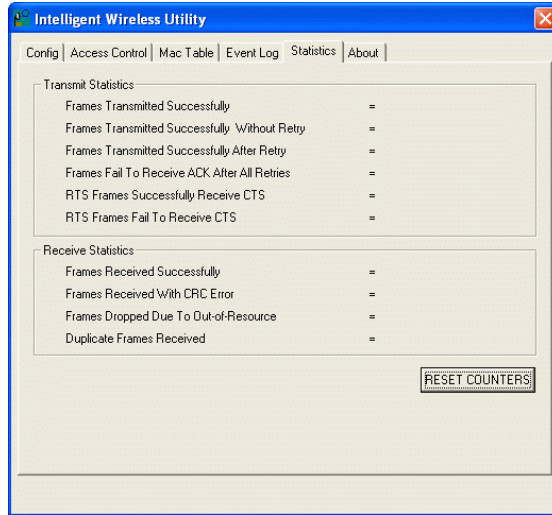 Intelligent Wireless Utility
Config Access Control Mac Table Event Log Statistics About
Transmit Statistics
Frames Transmitted Successfully =
Frames Transmitted Successfully Without Retry =
Frames Transmitted Successfully After Retry =
Frames Fail To Receive ACK After All Retries =
RTS Frames Successfully Receive CTS =
RTS Frames Fail To Receive CTS =
Receive Statistics
Frames Received Successfully =
Frames Received With CRC Error =
Frames Dropped Due To Out-of-Resource =
Duplicate Frames Received =
RESET COUNTERS